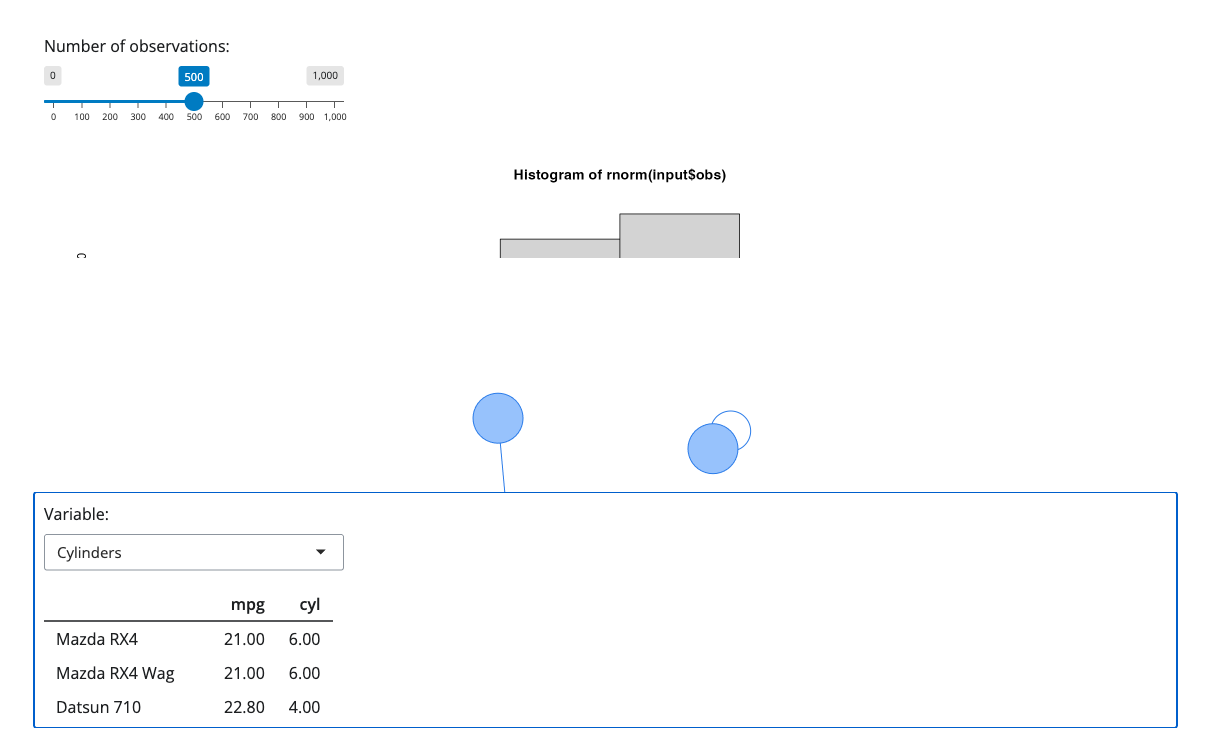 Number of observations:
0 500 1,000
0 100 200 300 400 500 600 700 800 900 1,000
Histogram of rnorm(input$obs)
Variable:
Cylinders
mpg cyl
Mazda RX4 21.00 6.00
Mazda RX4 Wag 21.00 6.00
Datsun 710 22.80 4.00